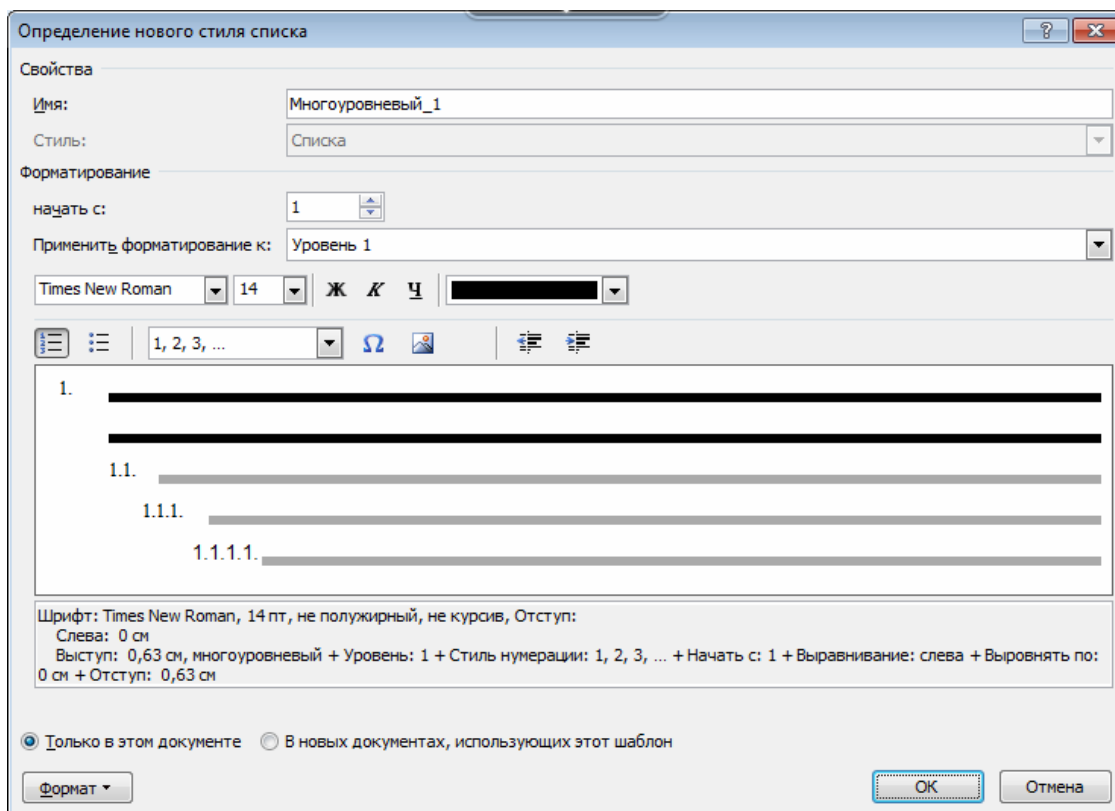 Определение нового стиля списка
Свойства
Имя: Многоуровневый_1
Стиль: Списка
Форматирование
начать с: 1
Применить форматирование к: Уровень 1
Times New Roman 14 Ж К Ч
1, 2, 3, ... Ω
1.
1.1.
1.1.1.
1.1.1.1.
Шрифт: Times New Roman, 14 пт, не полужирный, не курсив, Отступ:
Слева: 0 см
Выступ: 0,63 см, многоуровневый + Уровень: 1 + Стиль нумерации: 1, 2, 3, ... + Начать с: 1 + Выравнивание: слева + Выровнять по:
0 см + Отступ: 0,63 см
Только в этом документе В новых документах, использующих этот шаблон
Формат ОК Отмена